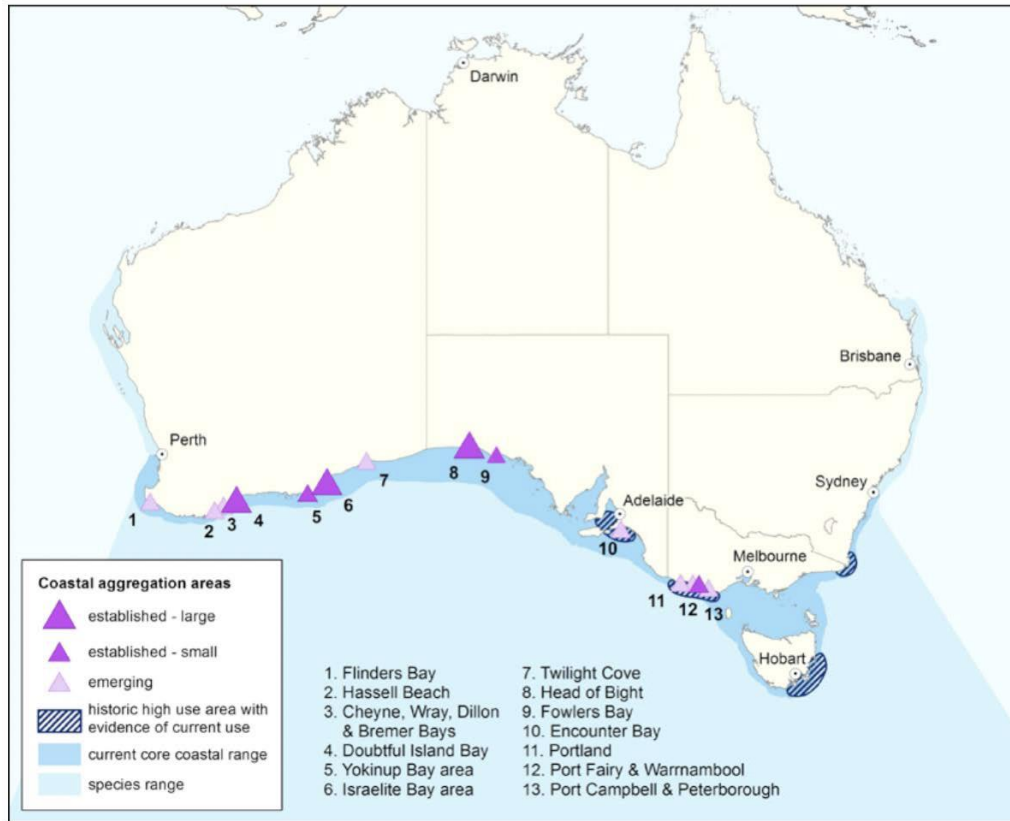 Darwin
Brisbane
Perth
Sydney
Adelaide
Melbourne
Hobart
1
2
3
4
5
6
7
8
9
10
11
12
13
Coastal aggregation areas
established - large
established - small
emerging
historic high use area with
evidence of current use
current core coastal range
species range
1. Flinders Bay
2. Hassell Beach
3. Cheyne, Wray, Dillon
& Bremer Bays
4. Doubtful Island Bay
5. Yokinup Bay area
6. Israelite Bay area
7. Twilight Cove
8. Head of Bight
9. Fowlers Bay
10. Encounter Bay
11. Portland
12. Port Fairy & Warrnambool
13. Port Campbell & Peterborough